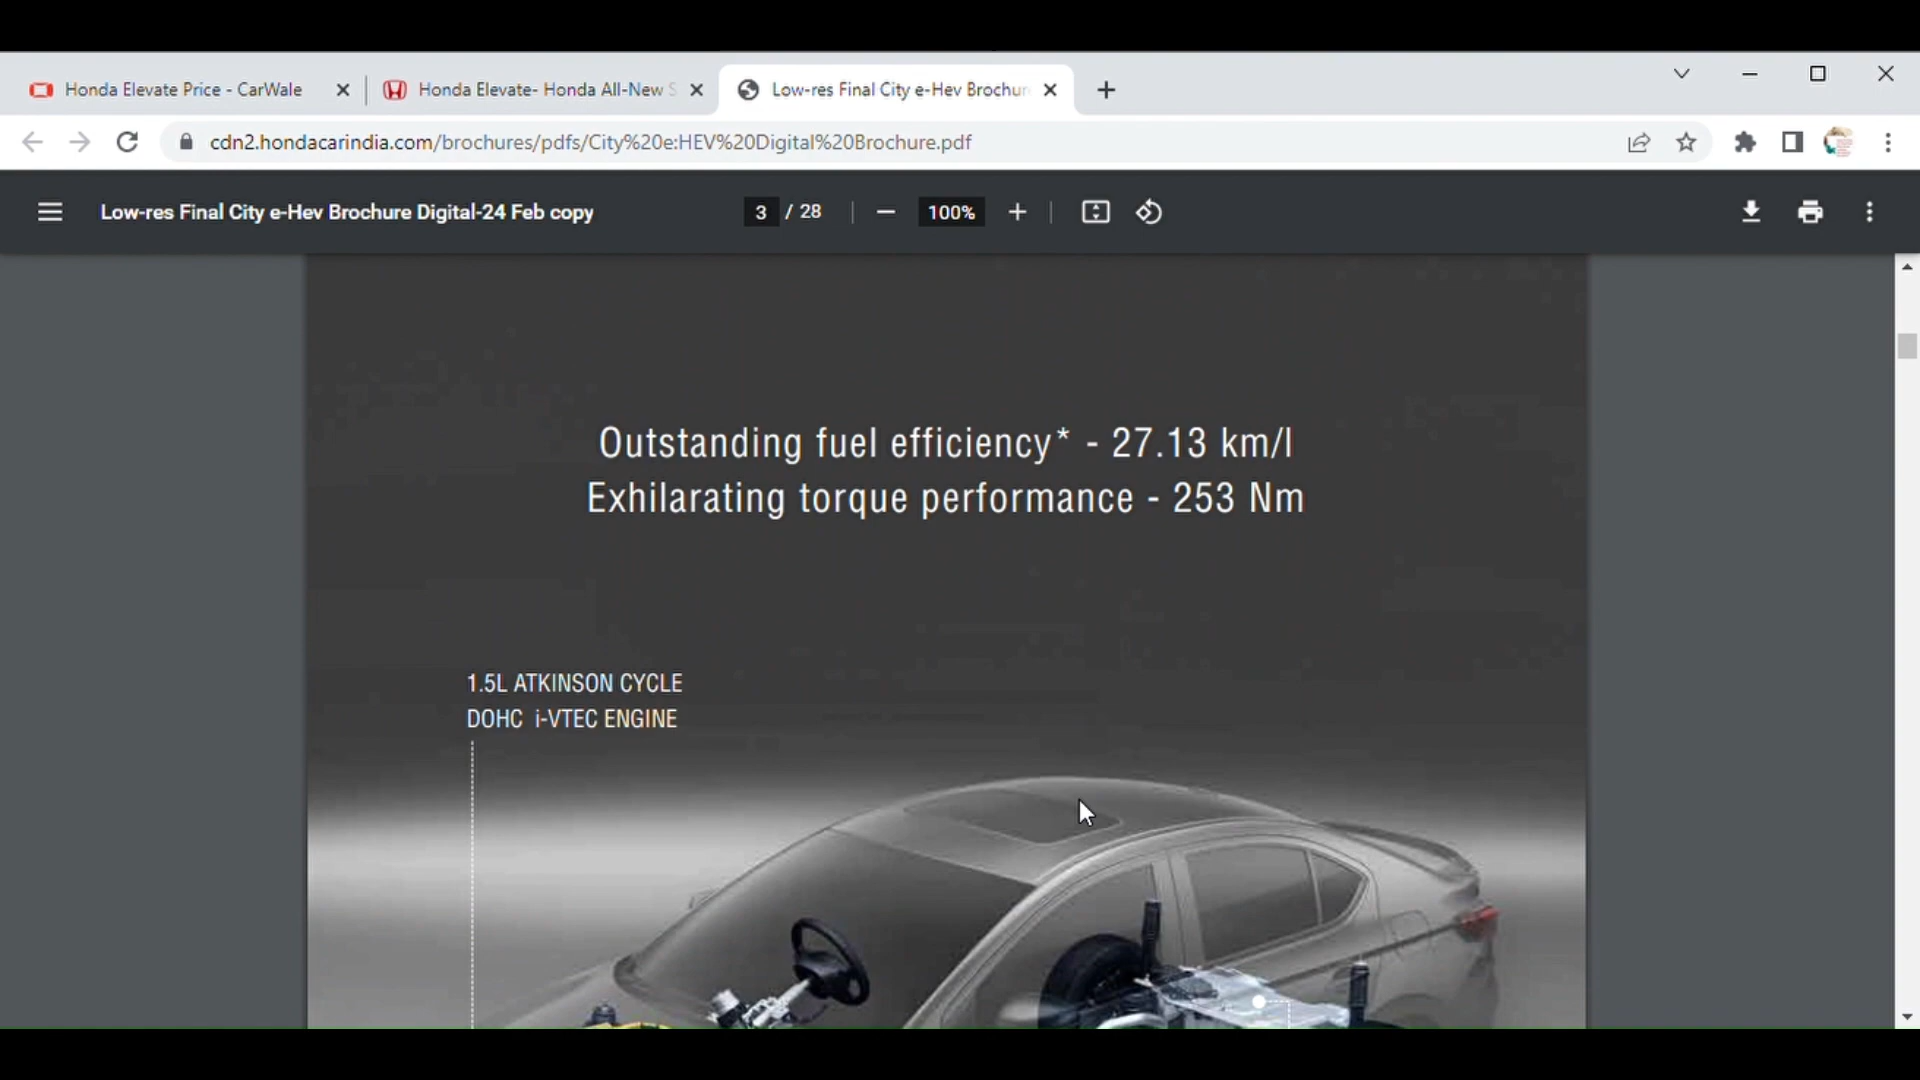 Honda Elevate Price - CarWale
Honda Elevate- Honda All-New S
Low-res Final City e-Hev Brochur
cdn2.hondacarindia.com/brochures/pdfs/City%20e:HEV%20Digital%20Brochure.pdf
Low-res Final City e-Hev Brochure Digital-24 Feb copy
3 / 28
100%
Outstanding fuel efficiency* - 27.13 km/l
Exhilarating torque performance - 253 Nm
1.5L ATKINSON CYCLE
DOHC i-VTEC ENGINE